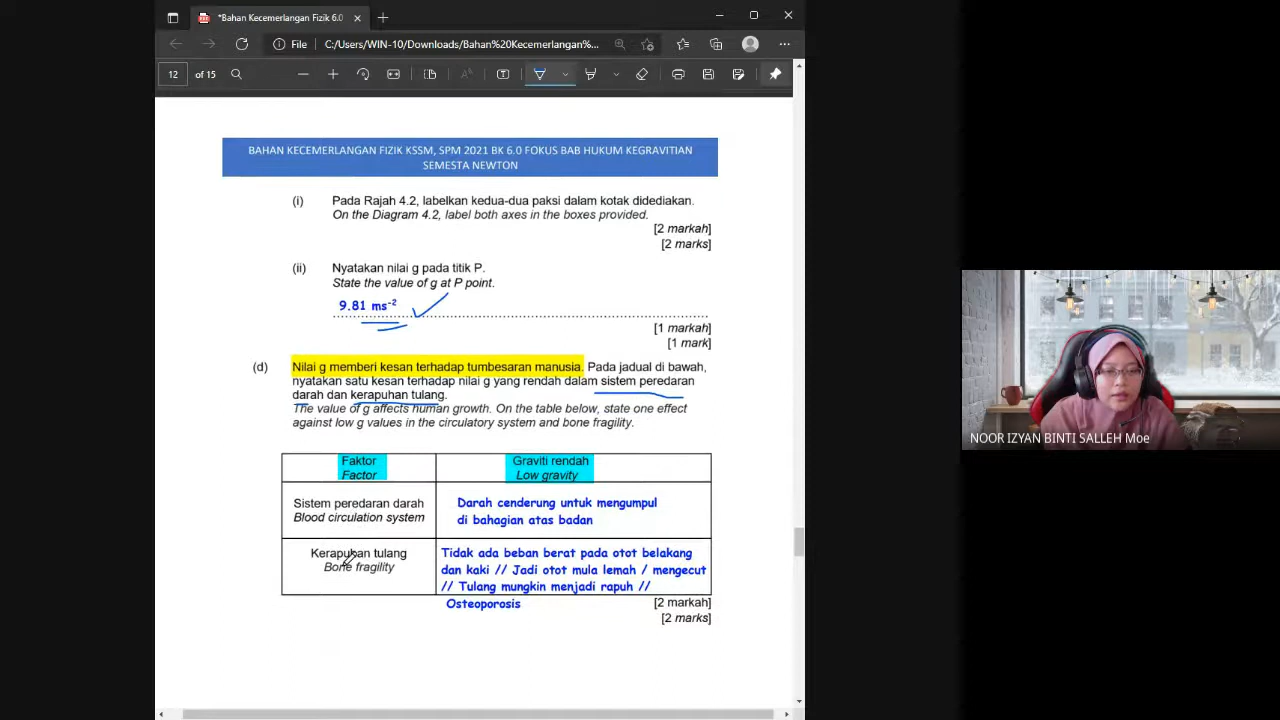 *Bahan Kecemerlangan Fizik 6.0
File
C:/Users/WIN-10/Downloads/Bahan%20Kecemerlangan%...
12 of 15
BAHAN KECEMERLANGAN FIZIK KSSM, SPM 2021 BK 6.0 FOKUS BAB HUKUM KEGRAVITIAN
SEMESTA NEWTON
(i) Pada Rajah 4.2, labelkan kedua-dua paksi dalam kotak didediakan.
On the Diagram 4.2, label both axes in the boxes provided.
[2 markah]
[2 marks]
(ii) Nyatakan nilai g pada titik P.
State the value of g at P point.
9.81 ms⁻²
[1 markah]
[1 mark]
(d) Nilai g memberi kesan terhadap tumbesaran manusia. Pada jadual di bawah,
nyatakan satu kesan terhadap nilai g yang rendah dalam sistem peredaran
darah dan kerapuhan tulang.
The value of g affects human growth. On the table below, state one effect
against low g values in the circulatory system and bone fragility.
Faktor
Factor
Graviti rendah
Low gravity
Sistem peredaran darah
Blood circulation system
Darah cenderung untuk mengumpul
di bahagian atas badan
Kerapuhan tulang
Bone fragility
Tidak ada beban berat pada otot belakang
dan kaki // Jadi otot mula lemah / mengecut
// Tulang mungkin menjadi rapuh //
Osteoporosis
[2 markah]
[2 marks]
NOOR IZYAN BINTI SALLEH Moe